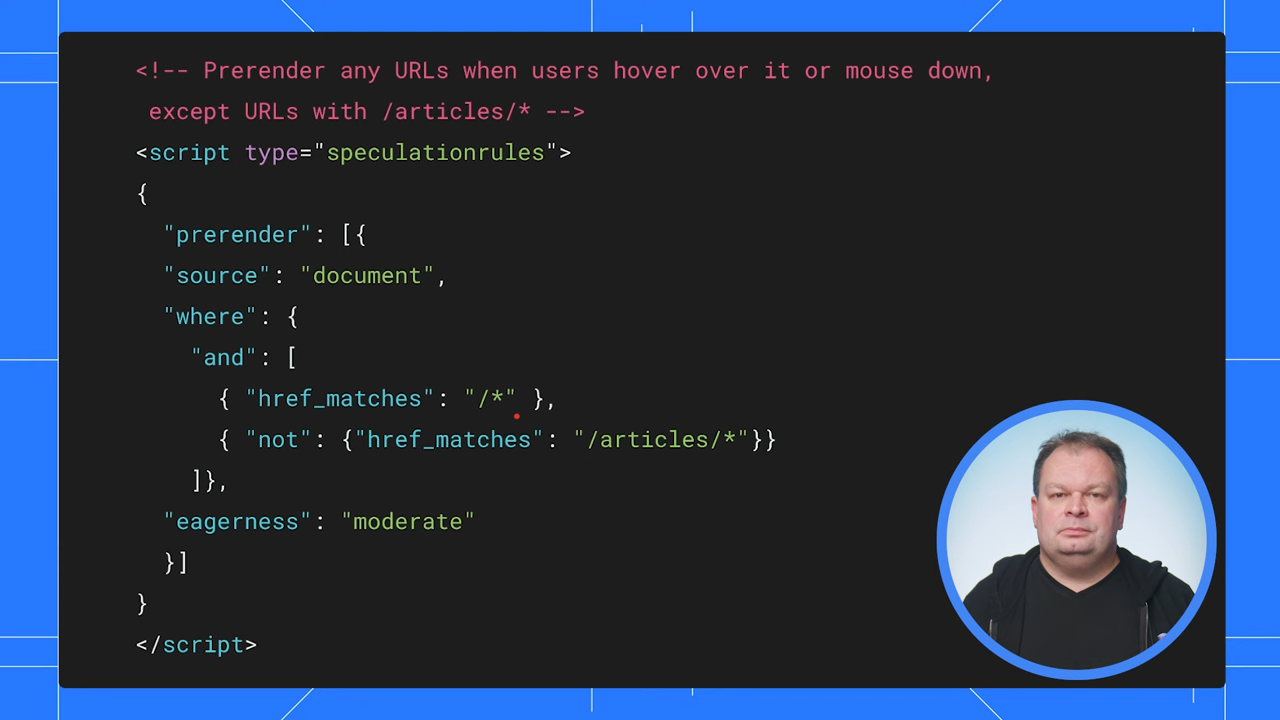 <!-- Prerender any URLs when users hover over it or mouse down,
except URLs with /articles/* -->
<script type="speculationrules">
{
"prerender": [{
"source": "document",
"where": {
"and": [
{ "href_matches": "/*" },
{ "not": {"href_matches": "/articles/*"}}
]},
"eagerness": "moderate"
}]
}
</script>